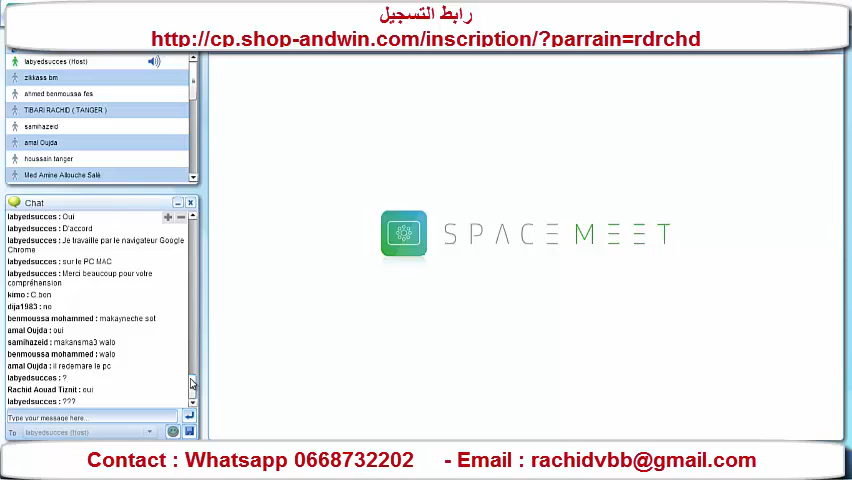 رابط التسجيل
http://cp.shop-andwin.com/inscription/?parrain=rdrchd
labyedsucces (Host)
zikkass bm
ahmed benmoussa fes
TIBARI RACHID ( TANGER )
samihazeid
amal Oujda
houssain tanger
Med Amine Allouche Salé
Chat
labyedsucces : Oui
labyedsucces : D'accord
labyedsucces : Je travaille par le navigateur Google
Chrome
labyedsucces : sur le PC MAC
labyedsucces : Merci beaucoup pour votre
compréhension
kimo : C.bon
dija1983 : no
benmoussa mohammed : makayneche sot
amal Oujda : oui
samihazeid : makansma3 walo
benmoussa mohammed : walo
amal Oujda : il redemare le pc
labyedsucces : ?
Rachid Aouad Tiznit : oui
labyedsucces : ???
Type your message here...
To labyedsucces (Host)
SPACEMEET
Contact : Whatsapp 0668732202 - Email : rachidvbb@gmail.com